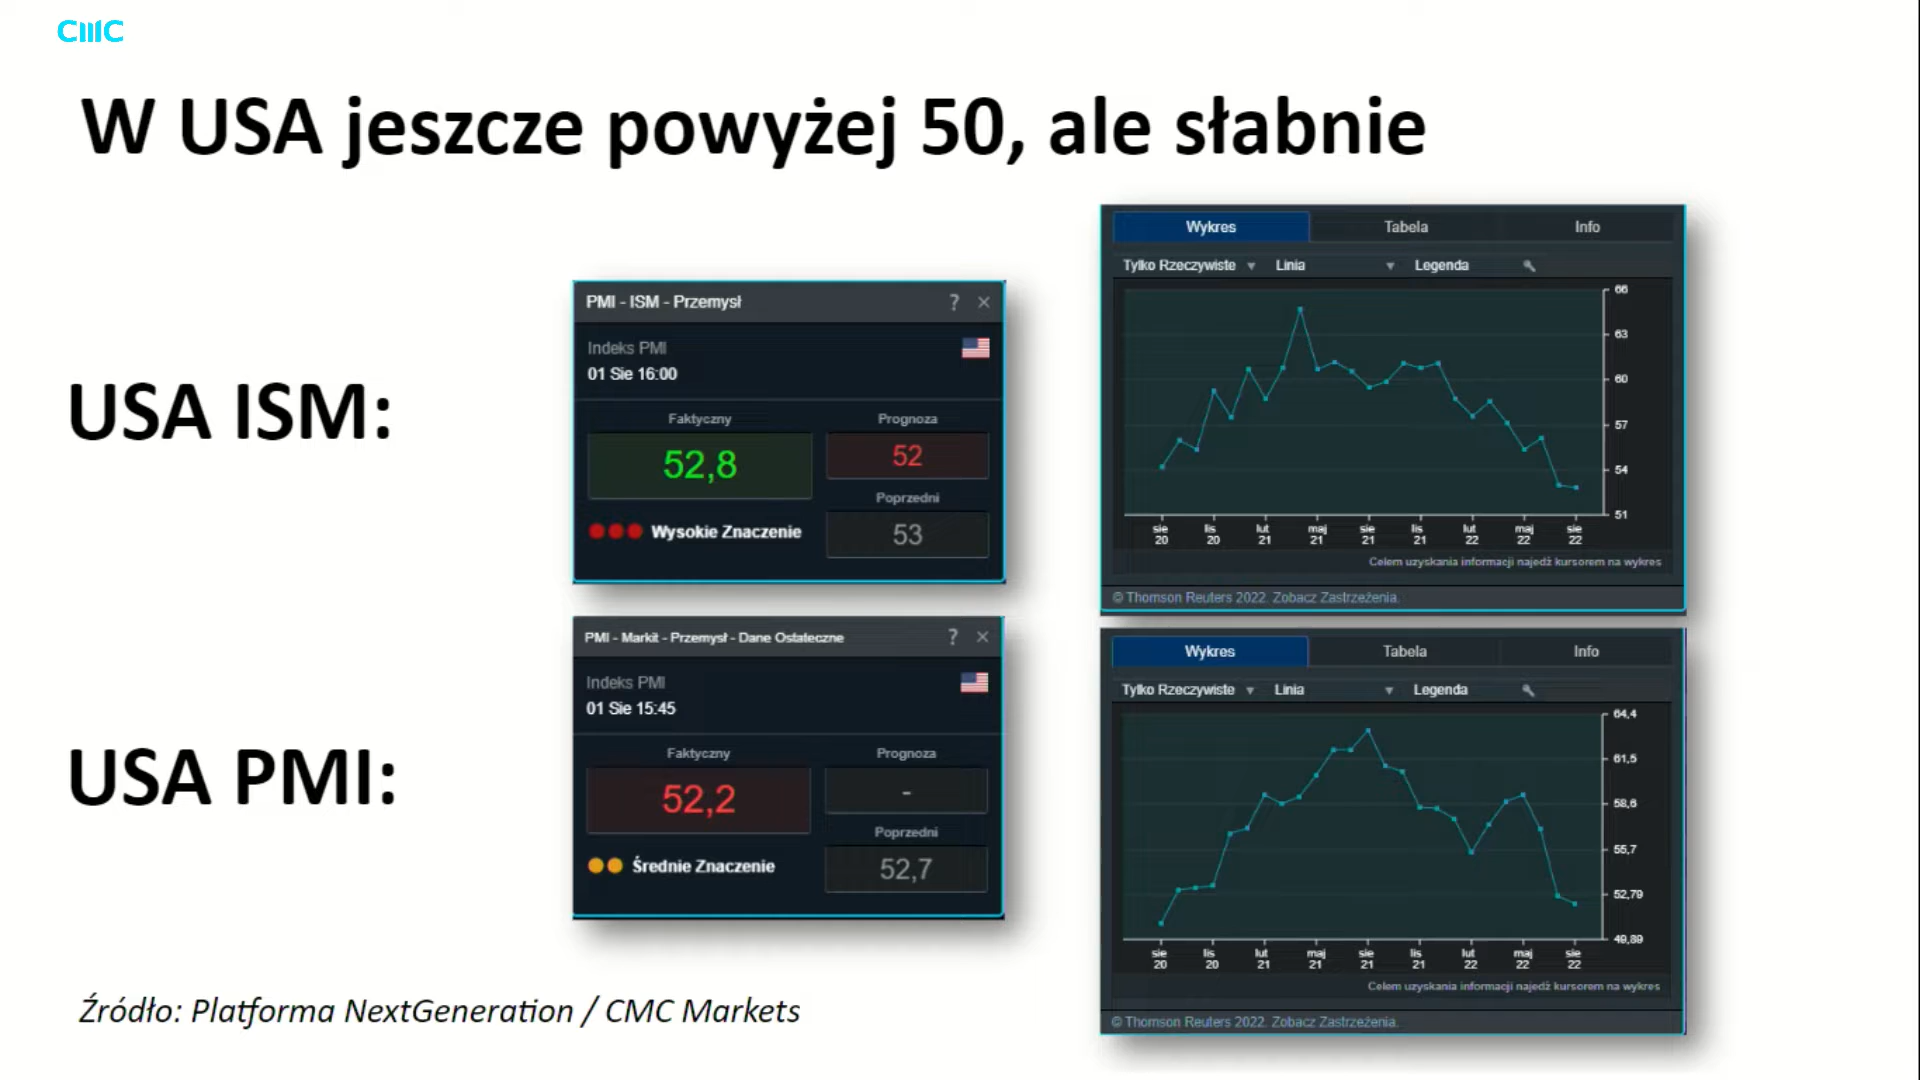 CMC
W USA jeszcze powyżej 50, ale słabnie
USA ISM:
PMI - ISM - Przemysł ? ×
Indeks PMI
01 Sie 16:00
Faktyczny Prognoza
52,8 52
Poprzedni
Wysokie Znaczenie 53
Wykres Tabela Info
Tylko Rzeczywiste Linia Legenda
66
63
60
57
54
51
sie lis lut maj sie lis lut maj sie
20 20 21 21 21 21 22 22 22
Celem uzyskania informacji najedź kursorem na wykres
© Thomson Reuters 2022. Zobacz Zastrzeżenia.
USA PMI:
PMI - Markit - Przemysł - Dane Ostateczne ? ×
Indeks PMI
01 Sie 15:45
Faktyczny Prognoza
52,2 -
Poprzedni
Średnie Znaczenie 52,7
Wykres Tabela Info
Tylko Rzeczywiste Linia Legenda
64,4
61,5
58,6
55,7
52,79
49,89
sie lis lut maj sie lis lut maj sie
20 20 21 21 21 21 22 22 22
Celem uzyskania informacji najedź kursorem na wykres
© Thomson Reuters 2022. Zobacz Zastrzeżenia.
Źródło: Platforma NextGeneration / CMC Markets